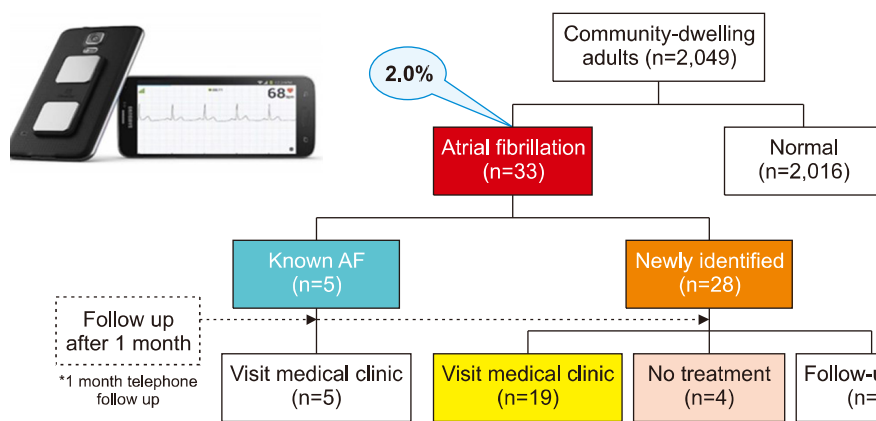 Community-dwelling
adults (n=2,049)
2.0%
68
SAMSUNG
Atrial fibrillation
(n=33)
Normal
(n=2,016)
Known AF
(n=5)
Newly identified
(n=28)
Follow up
after 1 month
*1 month telephone
follow up
Visit medical clinic
(n=5)
Visit medical clinic
(n=19)
No treatment
(n=4)
Follow-u
(n=